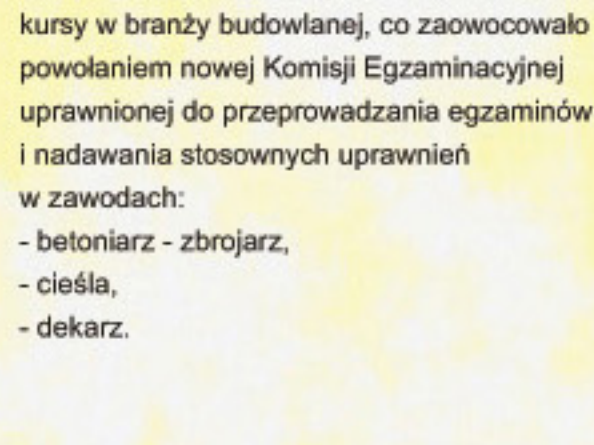 kursy w branży budowlanej, co zaowocowało
powołaniem nowej Komisji Egzaminacyjnej
uprawnionej do przeprowadzania egzaminów
i nadawania stosownych uprawnień
w zawodach:
- betoniarz - zbrojarz,
- cieśla,
- dekarz.